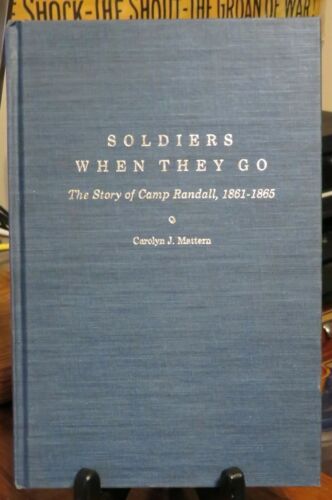 SHOCK-THE SHOUT-THE GROAN OF WAR
SOLDIERS
WHEN THEY GO
The Story of Camp Randall, 1861-1865
Carolyn J. Mattern